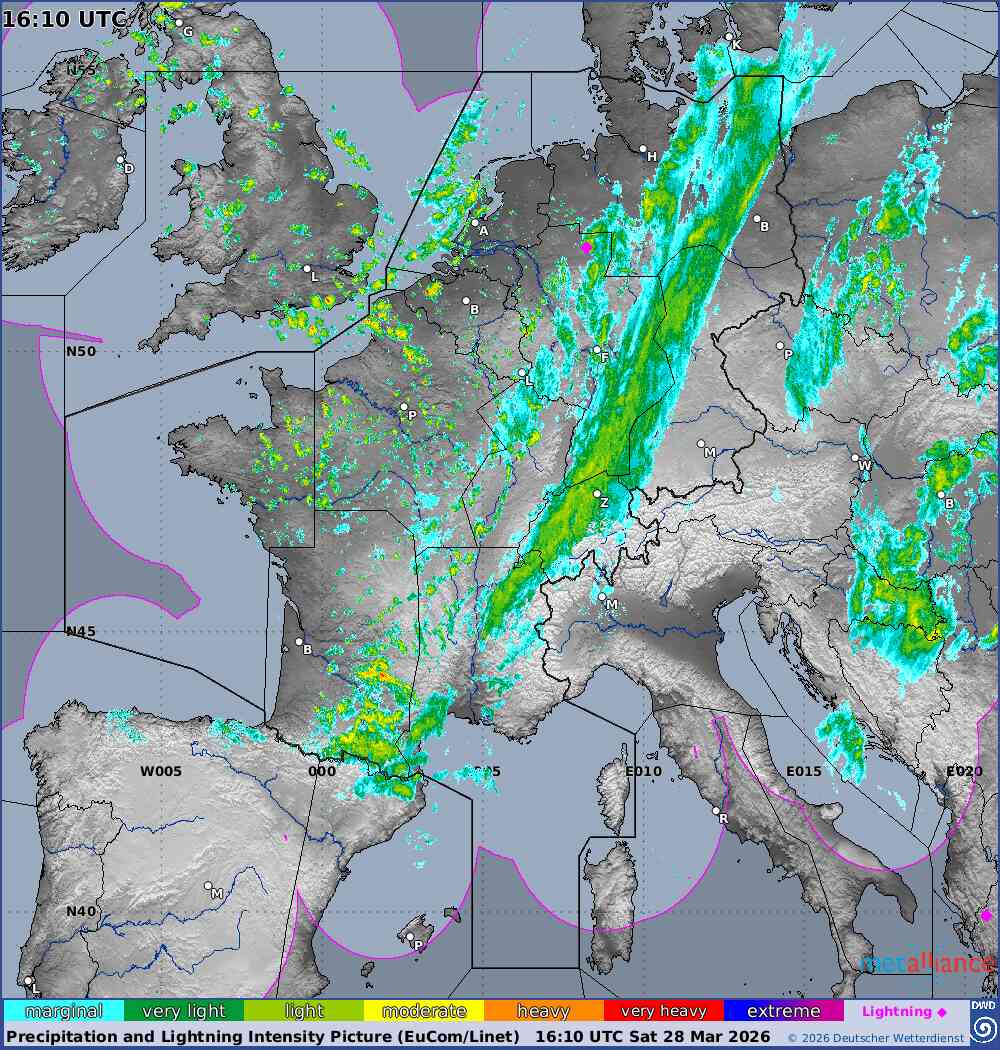 16:10 UTC
G
K
N55
H
D
A
B
L
B
N50
P
F
L
P
M
W
Z
B
M
N45
B
W005
000
05
E010
E015
E020
R
M
N40
P
L
metalliance
marginal very light light moderate heavy very heavy extreme Lightning ◆ DWD
Precipitation and Lightning Intensity Picture (EuCom/Linet) 16:10 UTC Sat 28 Mar 2026 © 2026 Deutscher Wetterdienst